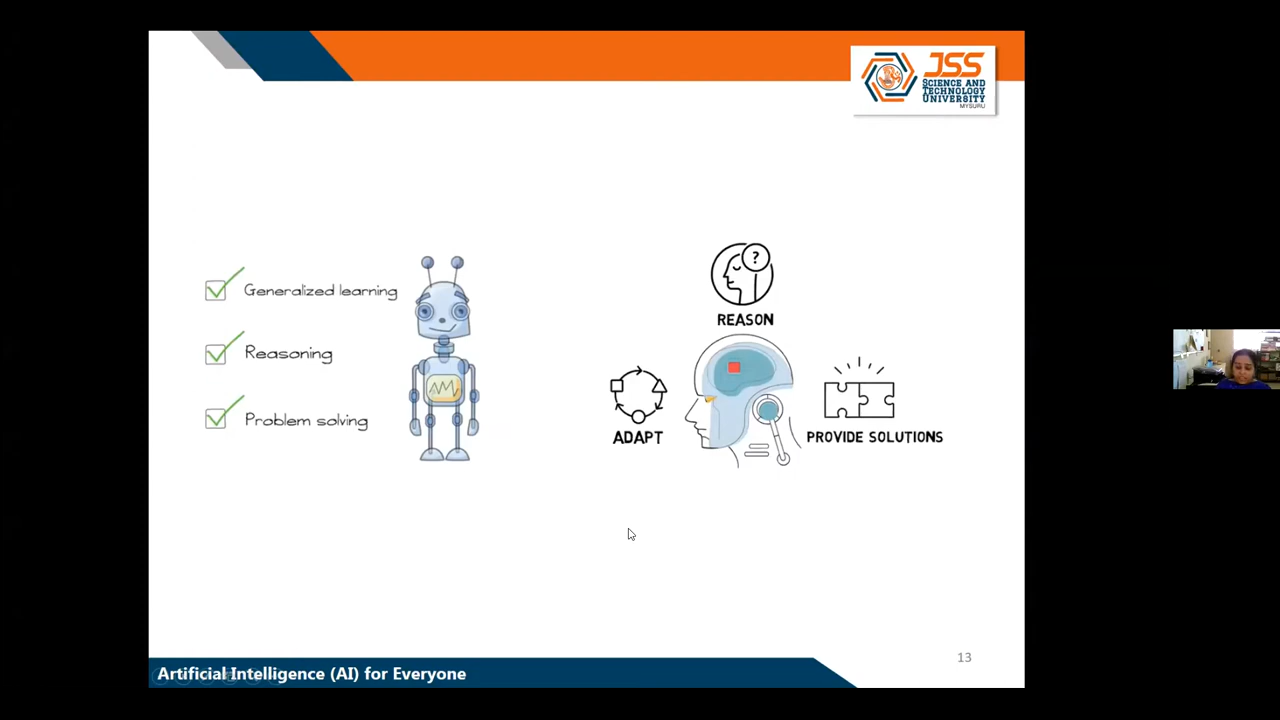 JSS
SCIENCE AND
TECHNOLOGY
UNIVERSITY
MYSURU
Generalized learning
Reasoning
Problem solving
?
REASON
ADAPT
PROVIDE SOLUTIONS
13
Artificial Intelligence (AI) for Everyone